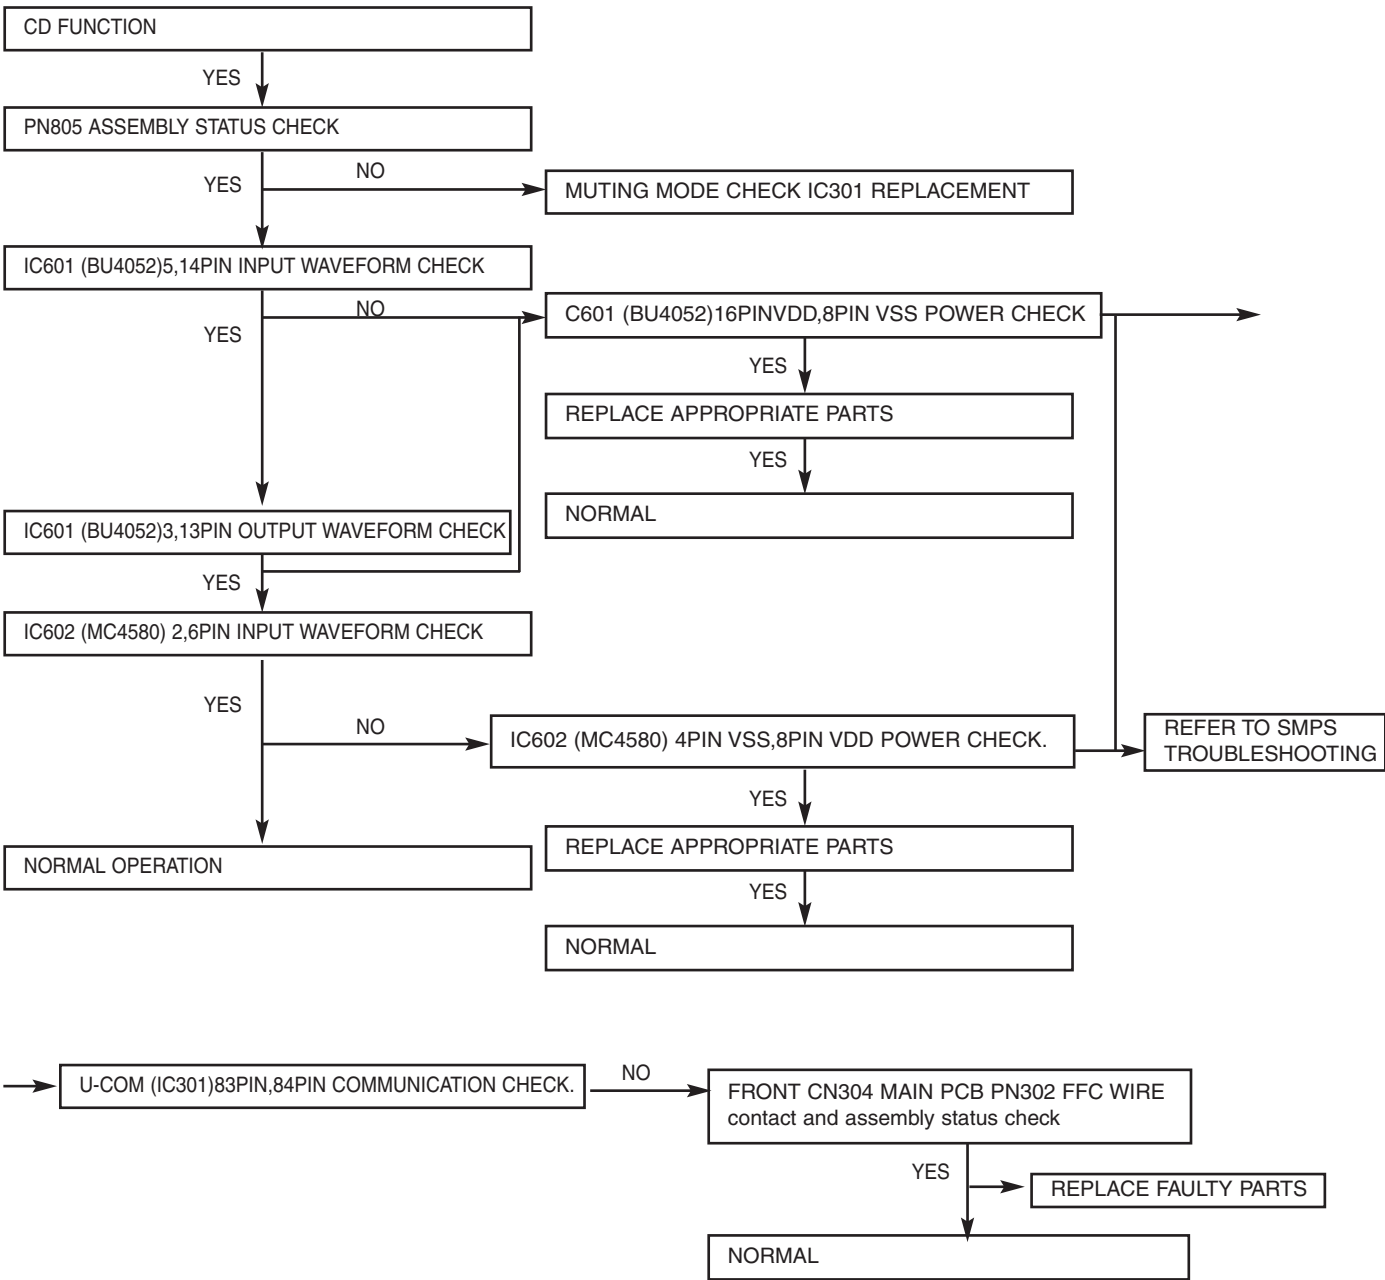 CD FUNCTION
YES
PN805 ASSEMBLY STATUS CHECK
YES
NO
MUTING MODE CHECK IC301 REPLACEMENT
IC601 (BU4052)5,14PIN INPUT WAVEFORM CHECK
NO
YES
C601 (BU4052)16PINVDD,8PIN VSS POWER CHECK
YES
REPLACE APPROPRIATE PARTS
YES
NORMAL
IC601 (BU4052)3,13PIN OUTPUT WAVEFORM CHECK
YES
IC602 (MC4580) 2,6PIN INPUT WAVEFORM CHECK
YES
NO
IC602 (MC4580) 4PIN VSS,8PIN VDD POWER CHECK.
REFER TO SMPS
TROUBLESHOOTING
YES
REPLACE APPROPRIATE PARTS
YES
NORMAL
NORMAL OPERATION
U-COM (IC301)83PIN,84PIN COMMUNICATION CHECK.
NO
FRONT CN304 MAIN PCB PN302 FFC WIRE
contact and assembly status check
YES
REPLACE FAULTY PARTS
NORMAL